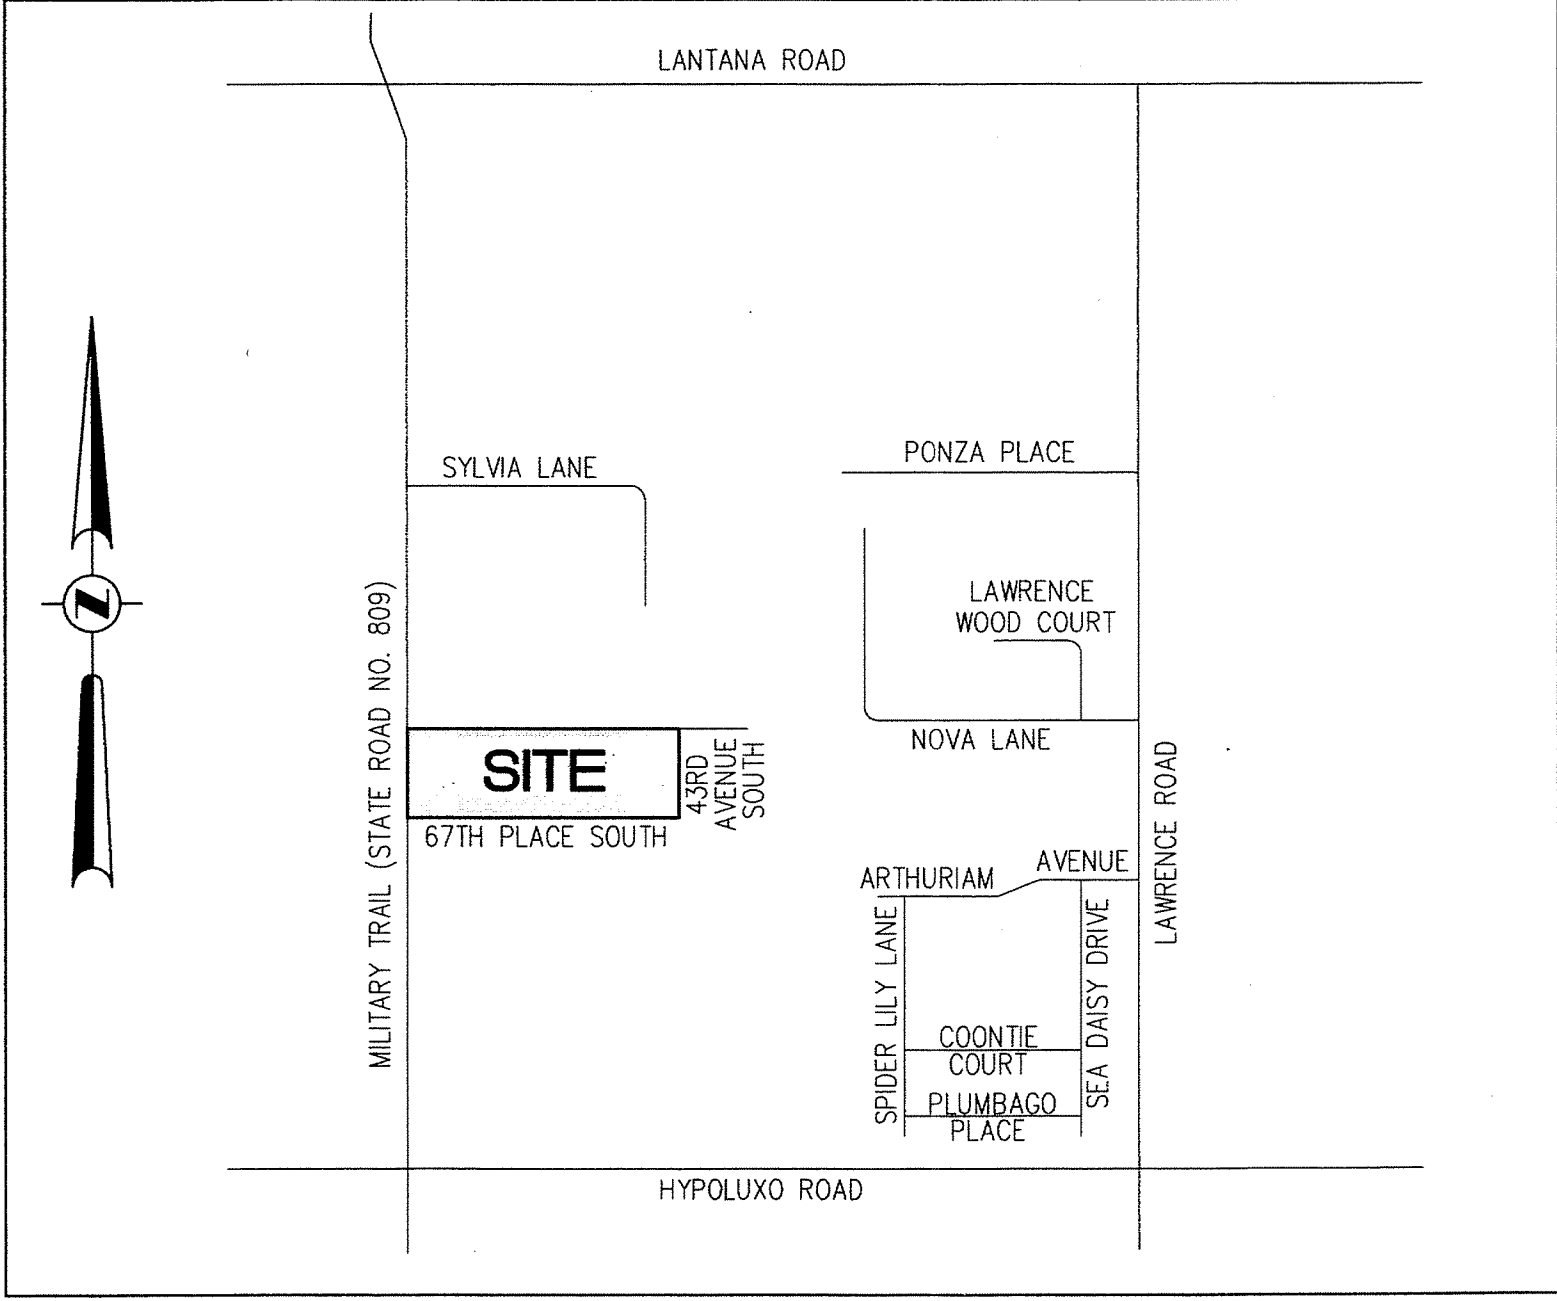 LANTANA ROAD
SYLVIA LANE
PONZA PLACE
LAWRENCE
WOOD COURT
NOVA LANE
MILITARY TRAIL (STATE ROAD NO. 809)
N
SITE
43RD
AVENUE
SOUTH
67TH PLACE SOUTH
LAWRENCE ROAD
ARTHURIAM AVENUE
SPIDER LILY LANE
SEA DAISY DRIVE
COONTIE
COURT
PLUMBAGO
PLACE
HYPOLUXO ROAD